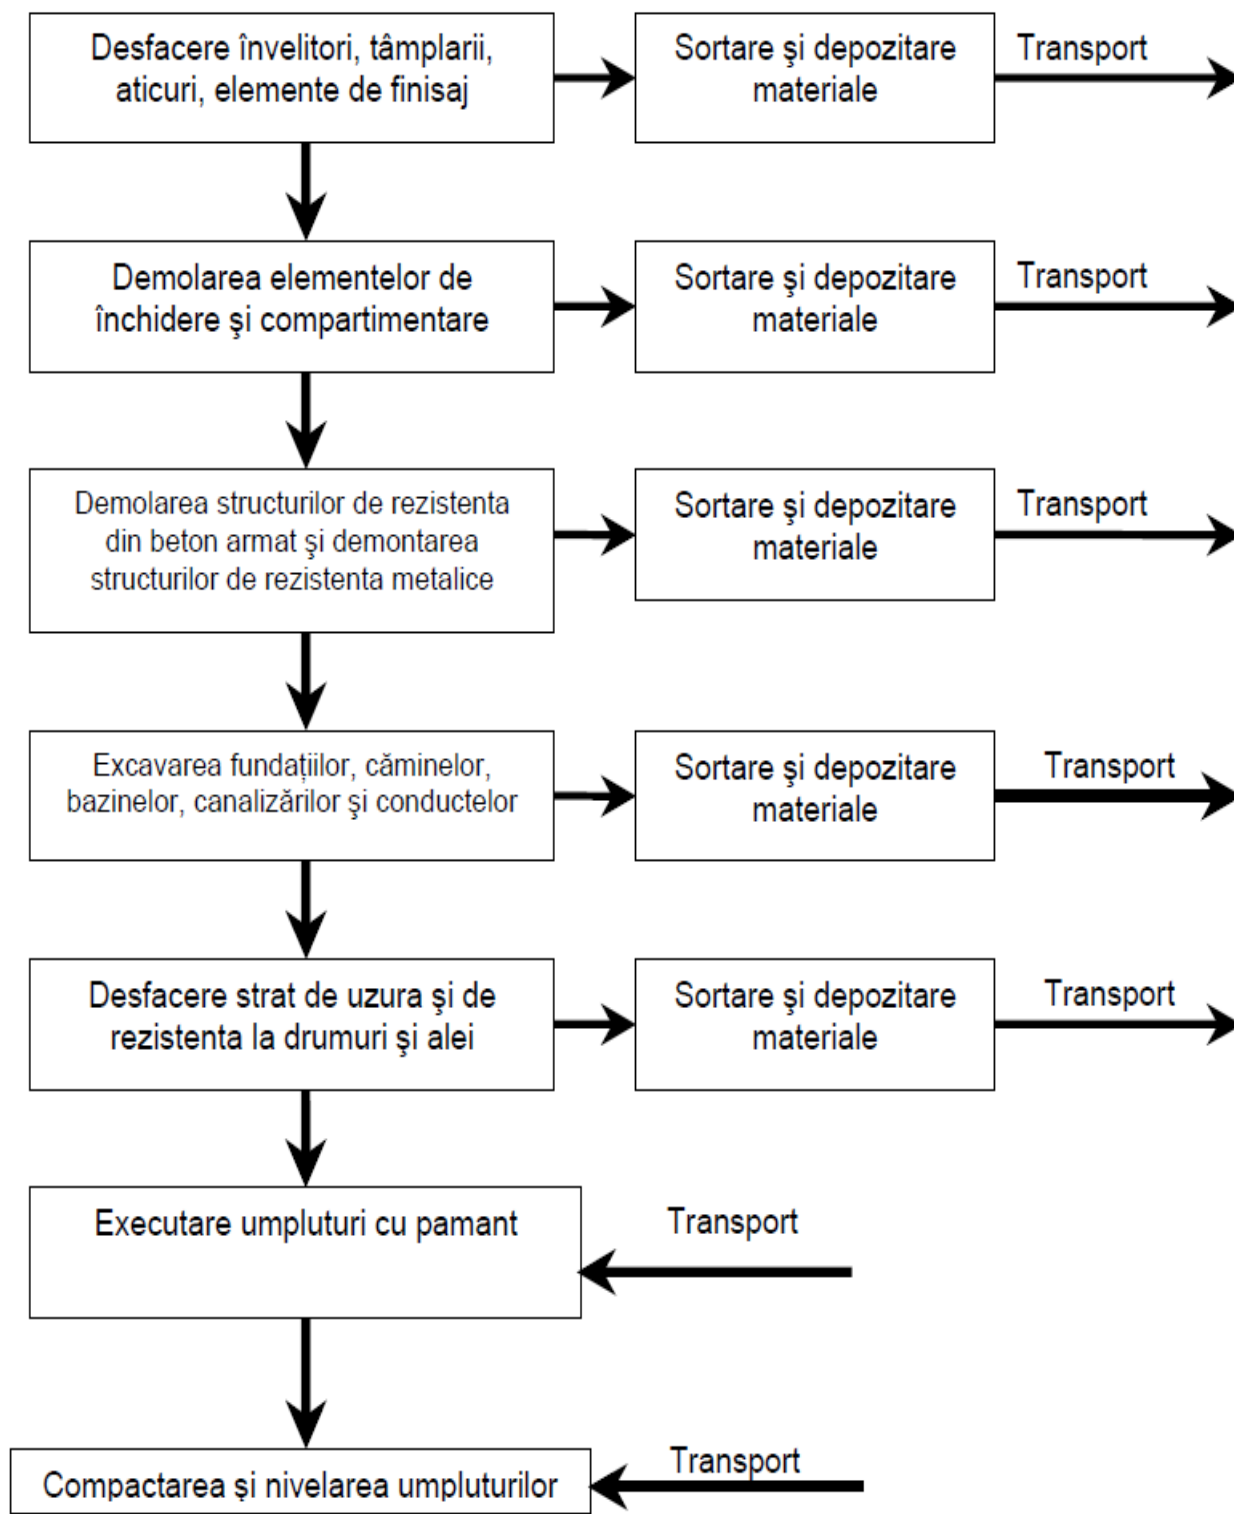 Desfacere învelitori, tâmplarii,
aticuri, elemente de finisaj
Sortare şi depozitare
materiale
Transport
Demolarea elementelor de
închidere şi compartimentare
Sortare şi depozitare
materiale
Transport
Demolarea structurilor de rezistenta
din beton armat şi demontarea
structurilor de rezistenta metalice
Sortare şi depozitare
materiale
Transport
Excavarea fundațiilor, căminelor,
bazinelor, canalizărilor şi conductelor
Sortare şi depozitare
materiale
Transport
Desfacere strat de uzura şi de
rezistenta la drumuri şi alei
Sortare şi depozitare
materiale
Transport
Executare umpluturi cu pamant
Transport
Compactarea şi nivelarea umpluturilor
Transport